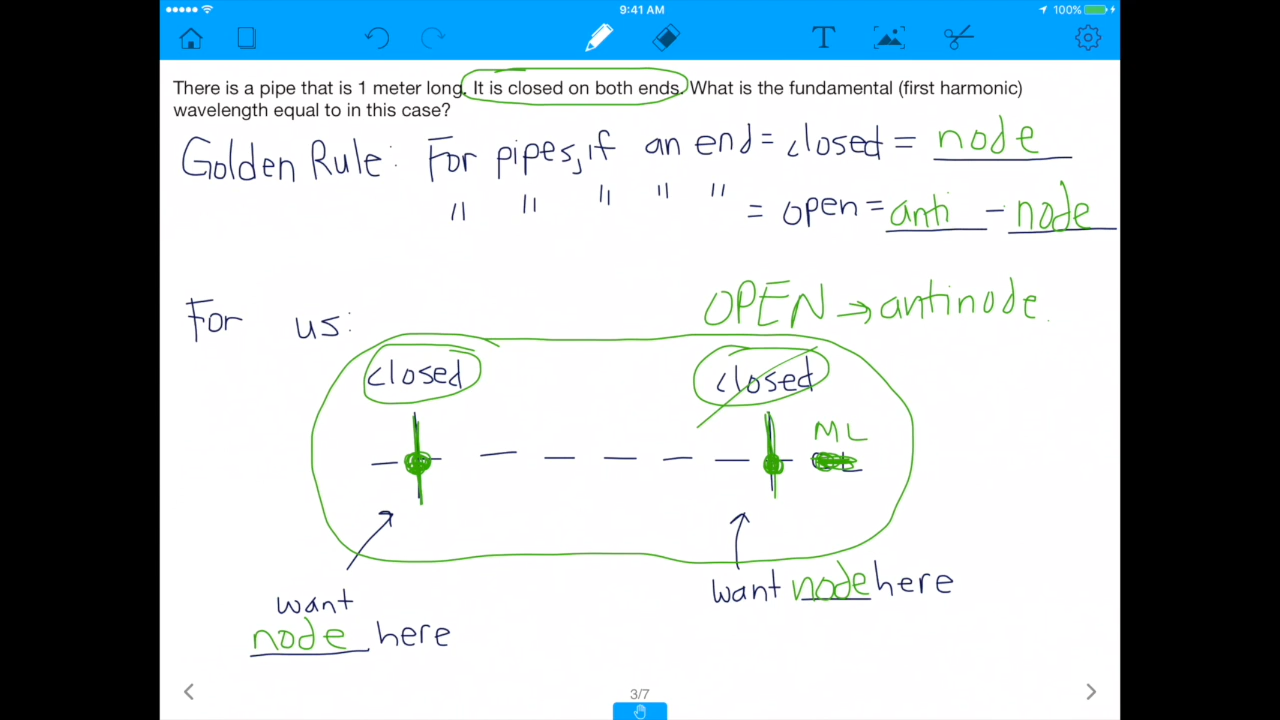 9:41 AM
100%
T
There is a pipe that is 1 meter long. It is closed on both ends. What is the fundamental (first harmonic)
wavelength equal to in this case?
Golden Rule: For pipes, if an end = closed = node
" " " " " = open = anti - node
OPEN → antinode
For us:
closed closed
ML
want node here
want
node here
3/7